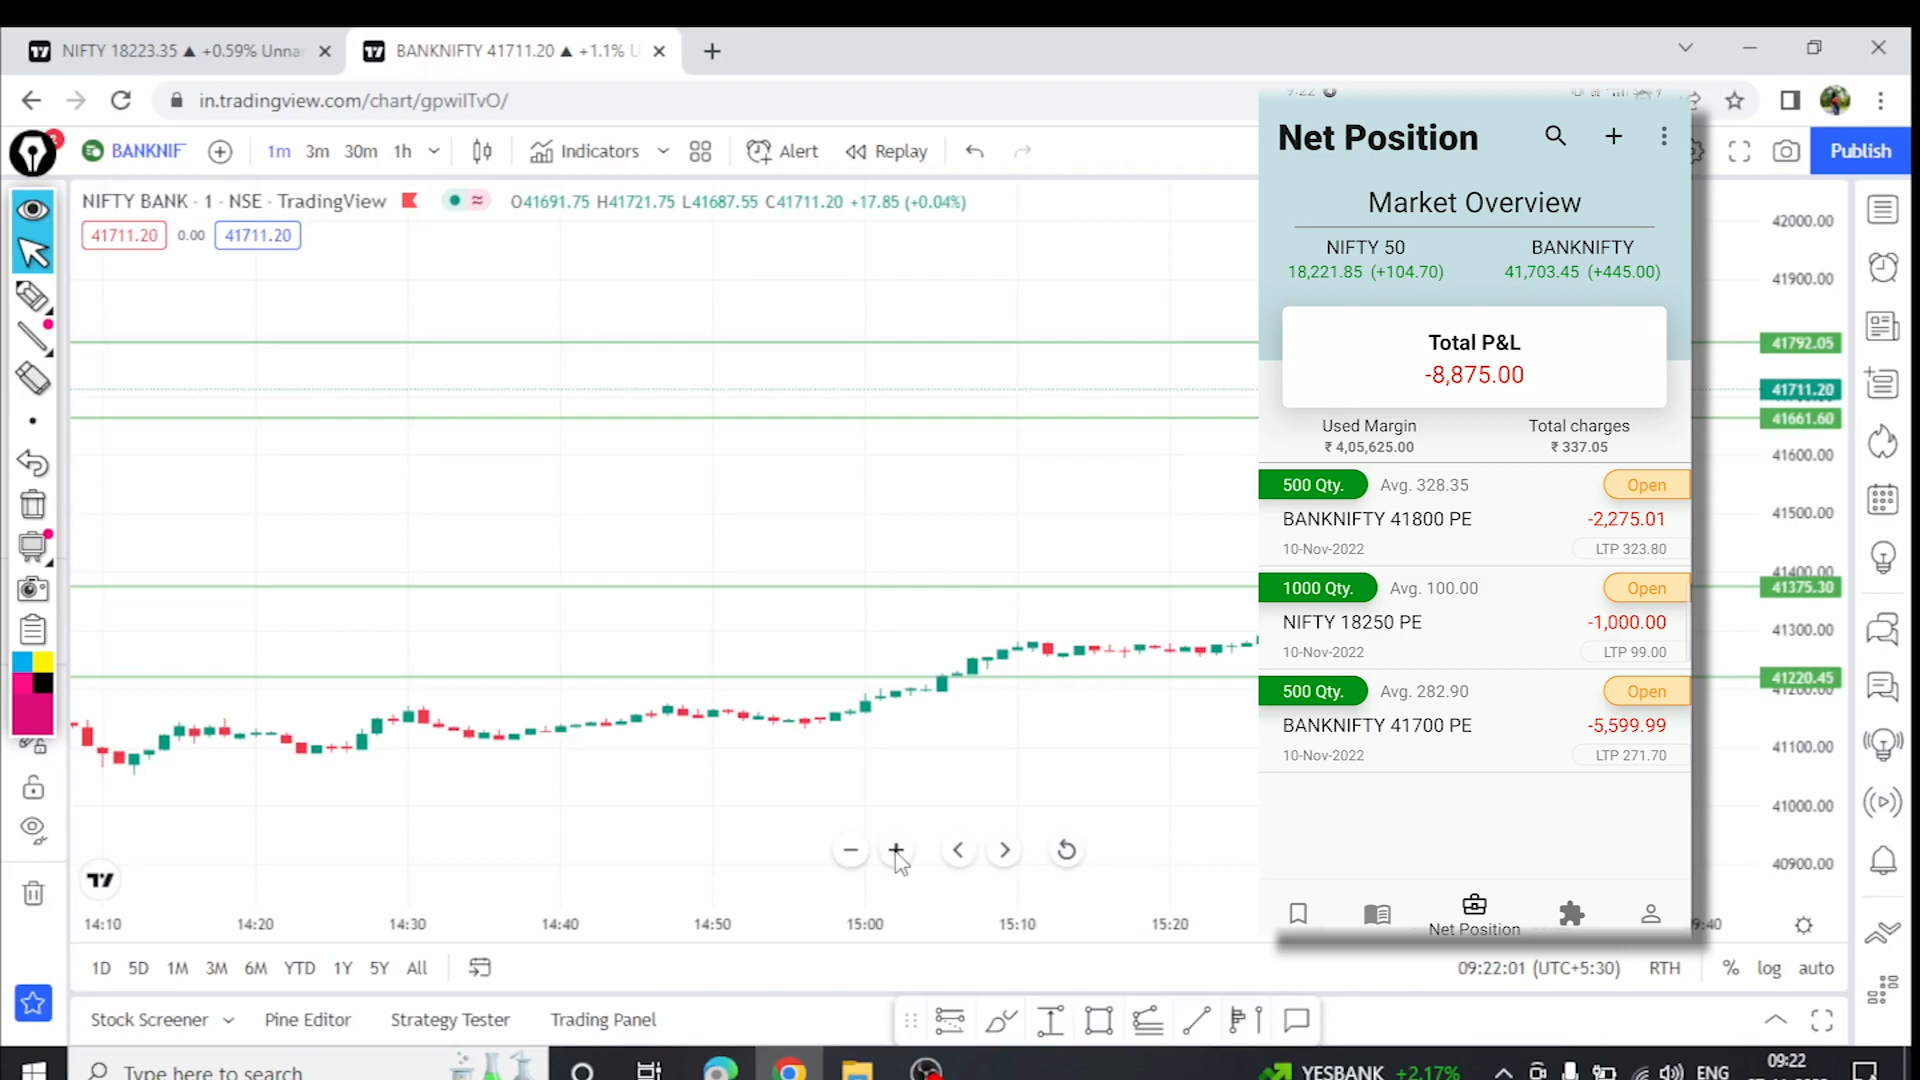 NIFTY 18223.35 ▲ +0.59% Unna
BANKNIFTY 41711.20 ▲ +1.1% U
in.tradingview.com/chart/gpwiITvO/
BANKNIF
1m 3m 30m 1h
Indicators
Alert
Replay
Publish
NIFTY BANK · 1 · NSE · TradingView
O41691.75 H41721.75 L41687.55 C41711.20 +17.85 (+0.04%)
41711.20 0.00 41711.20
9:22
Net Position
Market Overview
NIFTY 50 BANKNIFTY
18,221.85 (+104.70) 41,703.45 (+445.00)
Total P&L
-8,875.00
Used Margin Total charges
₹ 4,05,625.00 ₹ 337.05
500 Qty. Avg. 328.35 Open
BANKNIFTY 41800 PE -2,275.01
10-Nov-2022 LTP 323.80
1000 Qty. Avg. 100.00 Open
NIFTY 18250 PE -1,000.00
10-Nov-2022 LTP 99.00
500 Qty. Avg. 282.90 Open
BANKNIFTY 41700 PE -5,599.99
10-Nov-2022 LTP 271.70
Net Position
42000.00
41900.00
41792.05
41711.20
41661.60
41600.00
41500.00
41400.00
41375.30
41300.00
41220.45
41200.00
41100.00
41000.00
40900.00
14:10 14:20 14:30 14:40 14:50 15:00 15:10 15:20 9:40
1D 5D 1M 3M 6M YTD 1Y 5Y All
09:22:01 (UTC+5:30) RTH % log auto
Stock Screener Pine Editor Strategy Tester Trading Panel
Type here to search
YESBANK +2.17%
ENG
09:22